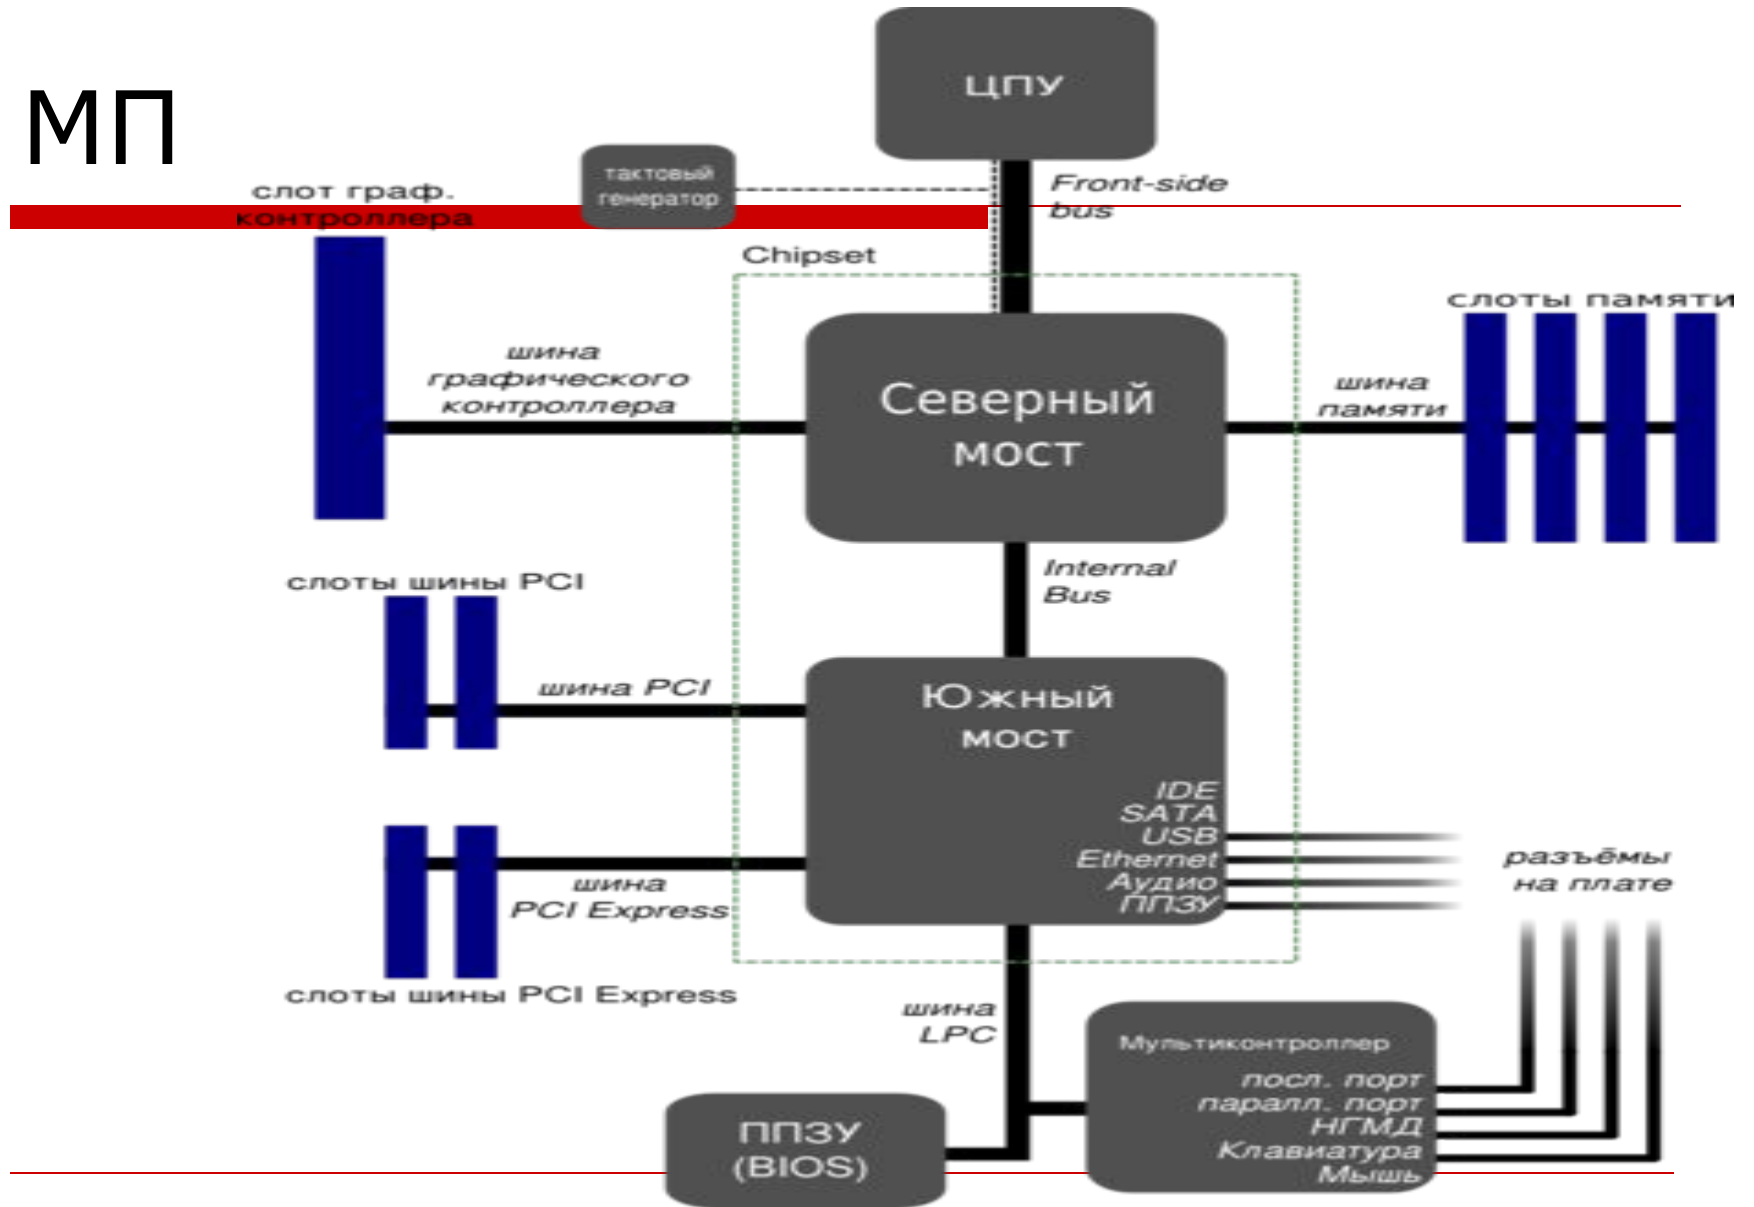 МП
ЦПУ
тактовый
генератор
слот граф.
контроллера
Front-side
bus
Chipset
слоты памяти
шина
графического
контроллера
Северный
мост
шина
памяти
Internal
Bus
слоты шины PCI
шина PCI
Южный
мост
IDE
SATA
USB
Ethernet
Аудио
ППЗУ
разъёмы
на плате
шина
PCI Express
слоты шины PCI Express
шина
LPC
Мультиконтроллер
посл. порт
паралл. порт
НГМД
Клавиатура
Мышь
ППЗУ
(BIOS)